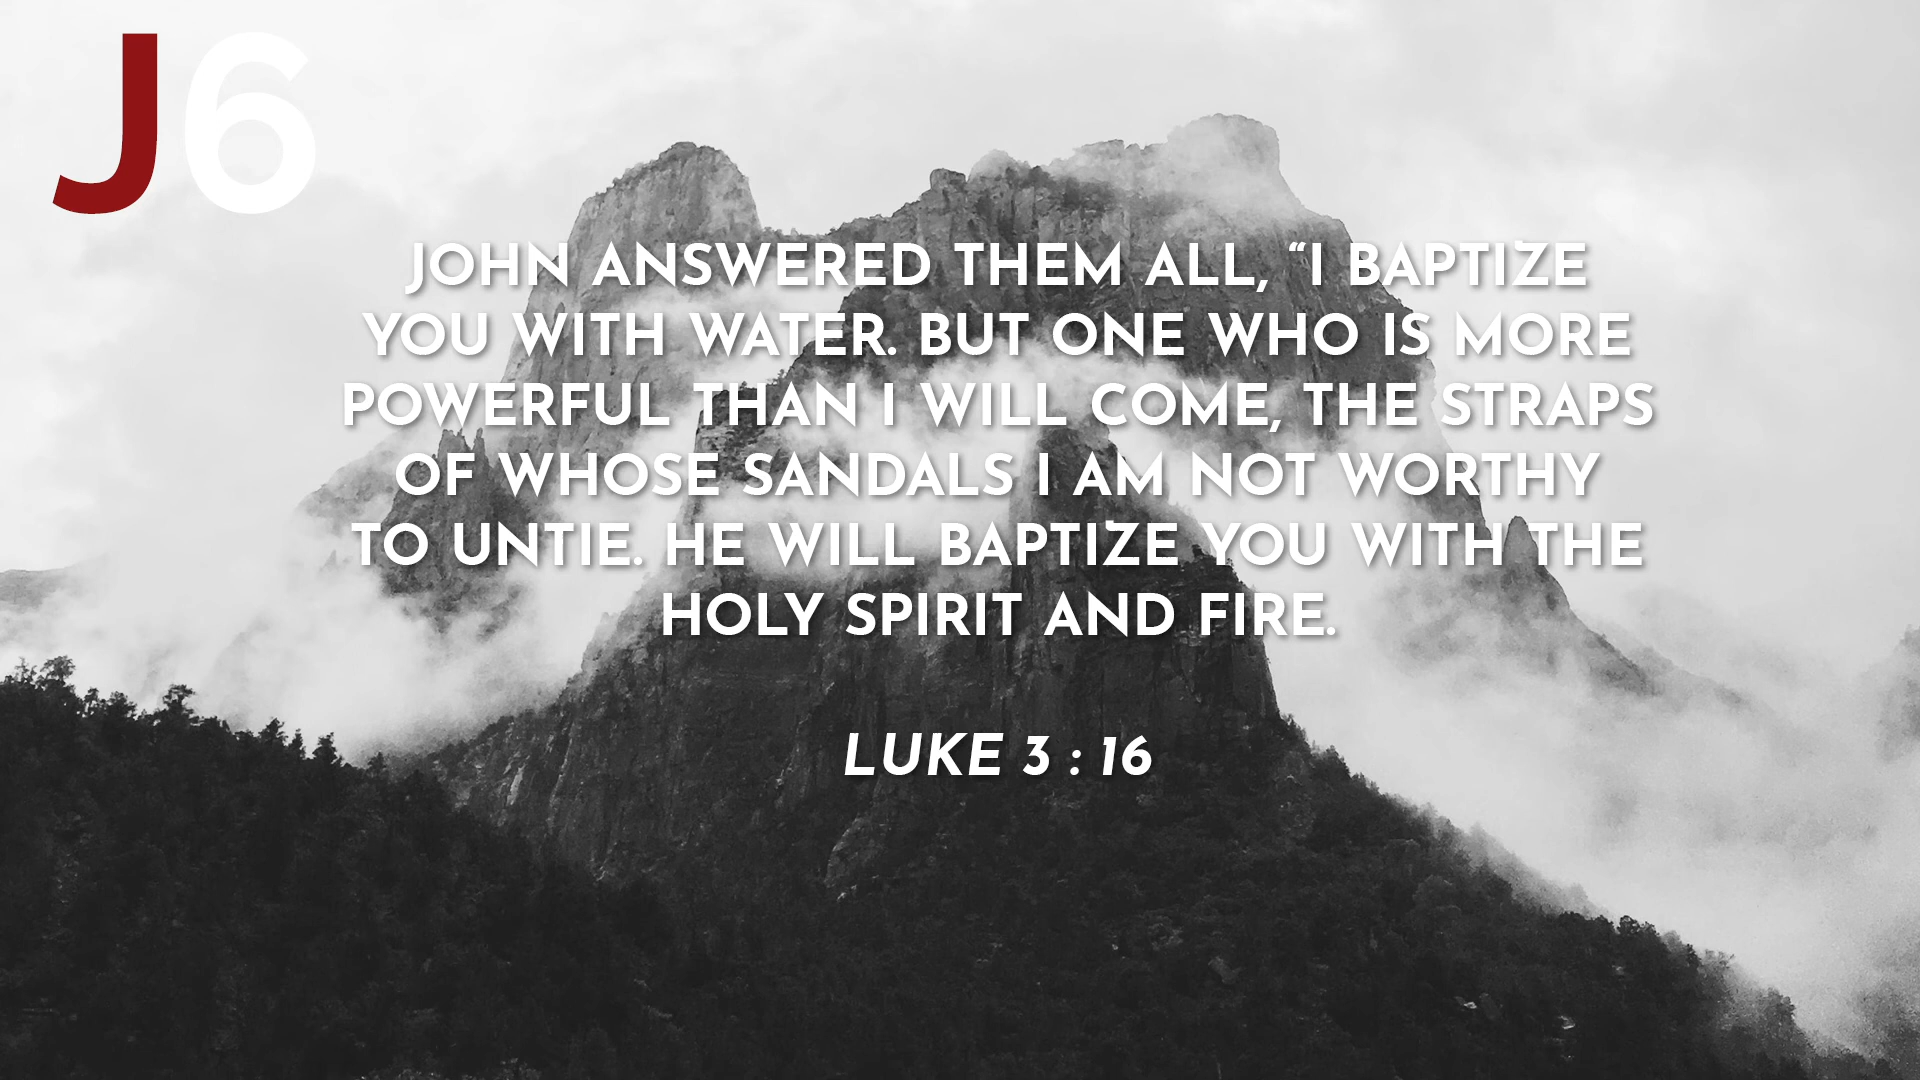 J6
JOHN ANSWERED THEM ALL, “I BAPTIZE
YOU WITH WATER. BUT ONE WHO IS MORE
POWERFUL THAN I WILL COME, THE STRAPS
OF WHOSE SANDALS I AM NOT WORTHY
TO UNTIE. HE WILL BAPTIZE YOU WITH THE
HOLY SPIRIT AND FIRE.
LUKE 3 : 16